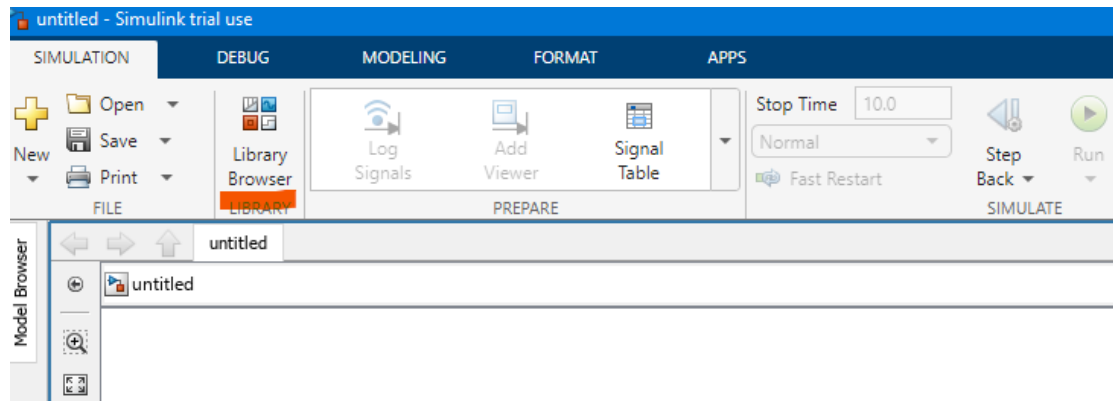 untitled - Simulink trial use
SIMULATION DEBUG MODELING FORMAT APPS
New
Open
Save
Print
FILE
Library
Browser
LIBRARY
Log
Signals
Add
Viewer
Signal
Table
PREPARE
Stop Time 10.0
Normal
Fast Restart
Step
Back
Run
SIMULATE
Model Browser
untitled
untitled